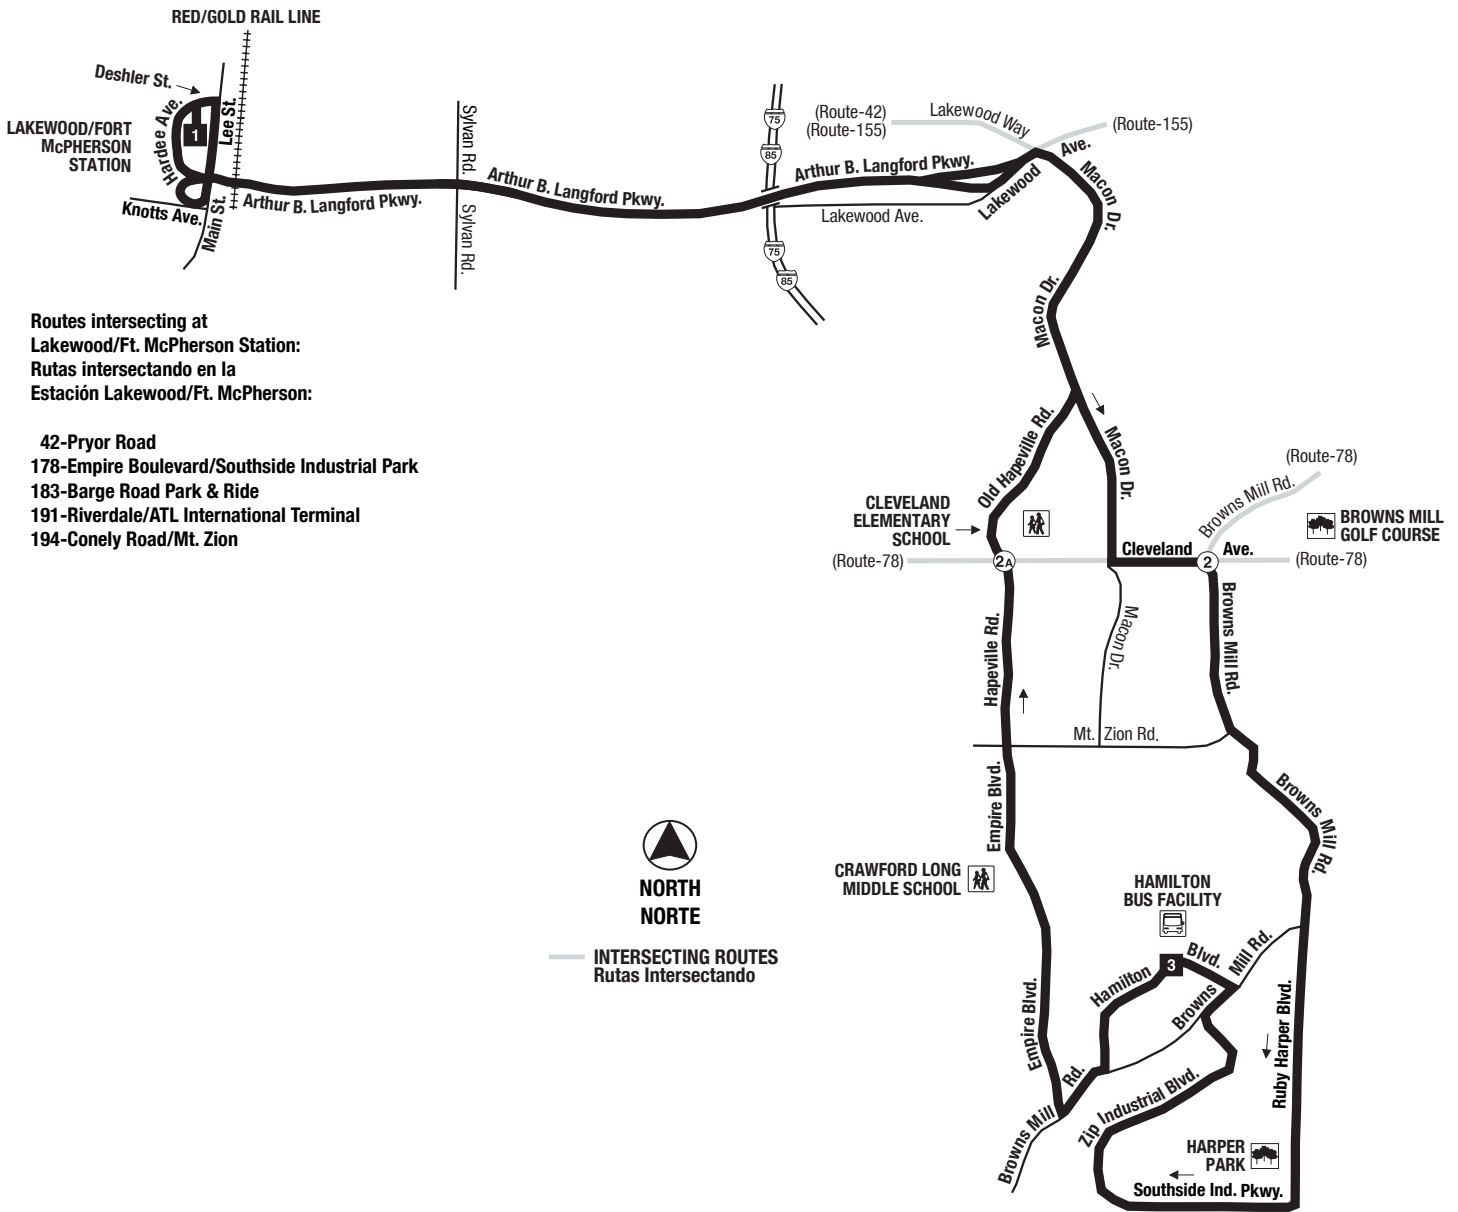 RED/GOLD RAIL LINE
Deshler St.
Hardee Ave.
Lee St.
1
LAKEWOOD/FORT
McPHERSON
STATION
Knotts Ave.
Main St.
Arthur B. Langford Pkwy.
Sylvan Rd.
Sylvan Rd.
Arthur B. Langford Pkwy.
75
85
75
85
(Route-42)
(Route-155)
Lakewood Way
(Route-155)
Arthur B. Langford Pkwy.
Lakewood
Ave.
Lakewood Ave.
Macon Dr.
Macon Dr.
Routes intersecting at
Lakewood/Ft. McPherson Station:
Rutas intersectando en la
Estación Lakewood/Ft. McPherson:
42-Pryor Road
178-Empire Boulevard/Southside Industrial Park
183-Barge Road Park & Ride
191-Riverdale/ATL International Terminal
194-Conely Road/Mt. Zion
Old Hapeville Rd.
Macon Dr.
(Route-78)
Browns Mill Rd.
BROWNS MILL
GOLF COURSE
CLEVELAND
ELEMENTARY
SCHOOL
(Route-78)
2A
Cleveland
2
Ave.
(Route-78)
Hapeville Rd.
Macon Dr.
Browns Mill Rd.
Mt. Zion Rd.
Empire Blvd.
Browns Mill Rd.
NORTH
NORTE
INTERSECTING ROUTES
Rutas Intersectando
CRAWFORD LONG
MIDDLE SCHOOL
HAMILTON
BUS FACILITY
3
Hamilton
Blvd.
Browns
Mill Rd.
Empire Blvd.
Ruby Harper Blvd.
Browns Mill
Rd.
Zip Industrial Blvd.
HARPER
PARK
Southside Ind. Pkwy.